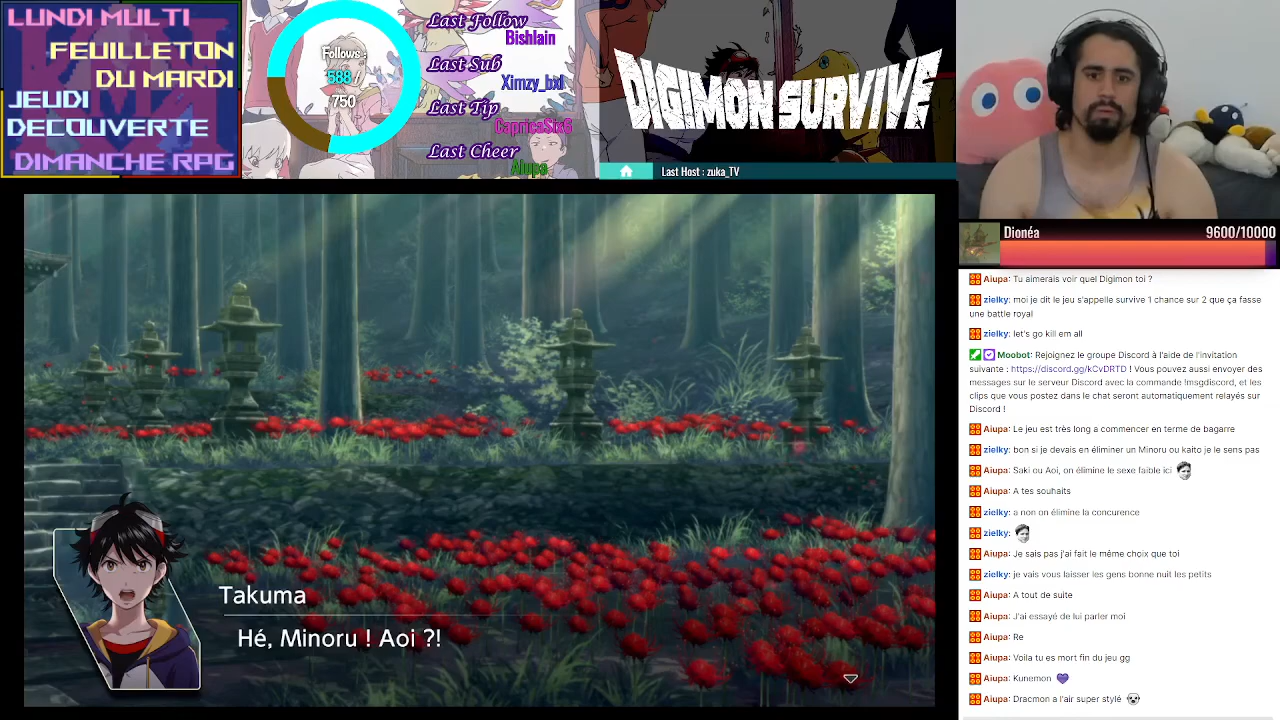 LUNDI MULTI
FEUILLETON
DU MARDI
JEUDI
DECOUVERTE
DIMANCHE RPG
Follows :
588 /
750
Last Follow
Bishlain
Last Sub
Ximzy_bxl
Last Tip
CapricaSix6
Last Cheer
Aiupa
DIGIMON SURVIVE
Last Host : zuka_TV
Dionéa 9600/10000
Aiupa: Tu aimerais voir quel Digimon toi ?
zielky: moi je dit le jeu s'appelle survive 1 chance sur 2 que ça fasse
une battle royal
zielky: let's go kill em all
Moobot: Rejoignez le groupe Discord à l'aide de l'invitation
suivante : https://discord.gg/kCvDRTD ! Vous pouvez aussi envoyer des
messages sur le serveur Discord avec la commande !msgdiscord, et les
clips que vous postez dans le chat seront automatiquement relayés sur
Discord !
Aiupa: Le jeu est très long a commencer en terme de bagarre
zielky: bon si je devais en éliminer un Minoru ou kaito je le sens pas
Aiupa: Saki ou Aoi, on élimine le sexe faible ici
Aiupa: A tes souhaits
zielky: a non on élimine la concurence
zielky:
Aiupa: Je sais pas j'ai fait le même choix que toi
zielky: je vais vous laisser les gens bonne nuit les petits
Aiupa: A tout de suite
Aiupa: J'ai essayé de lui parler moi
Aiupa: Re
Aiupa: Voila tu es mort fin du jeu gg
Aiupa: Kunemon
Aiupa: Dracmon a l'air super stylé
Takuma
Hé, Minoru ! Aoi ?!